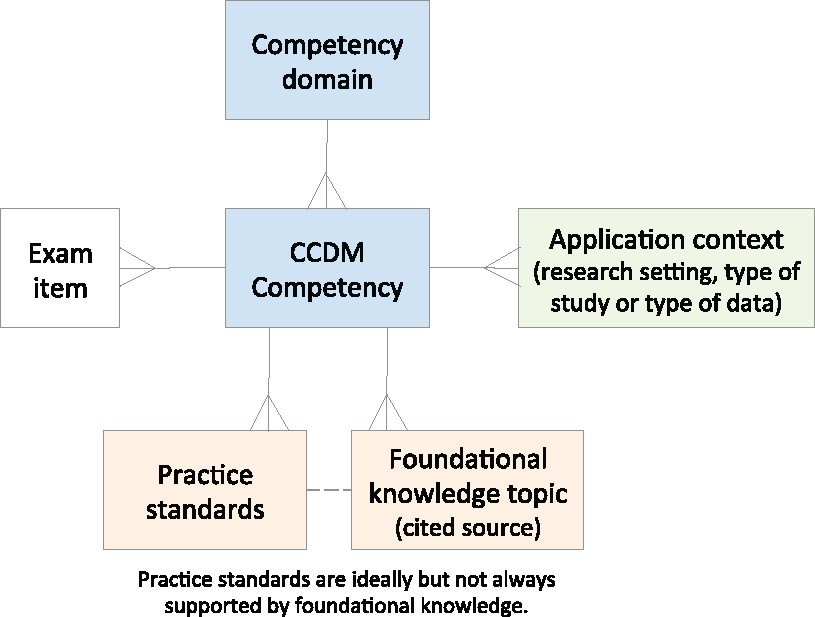 Competency
domain
Exam
item
CCDM
Competency
Application context
(research setting, type of
study or type of data)
Practice
standards
Foundational
knowledge topic
(cited source)
Practice standards are ideally but not always
supported by foundational knowledge.